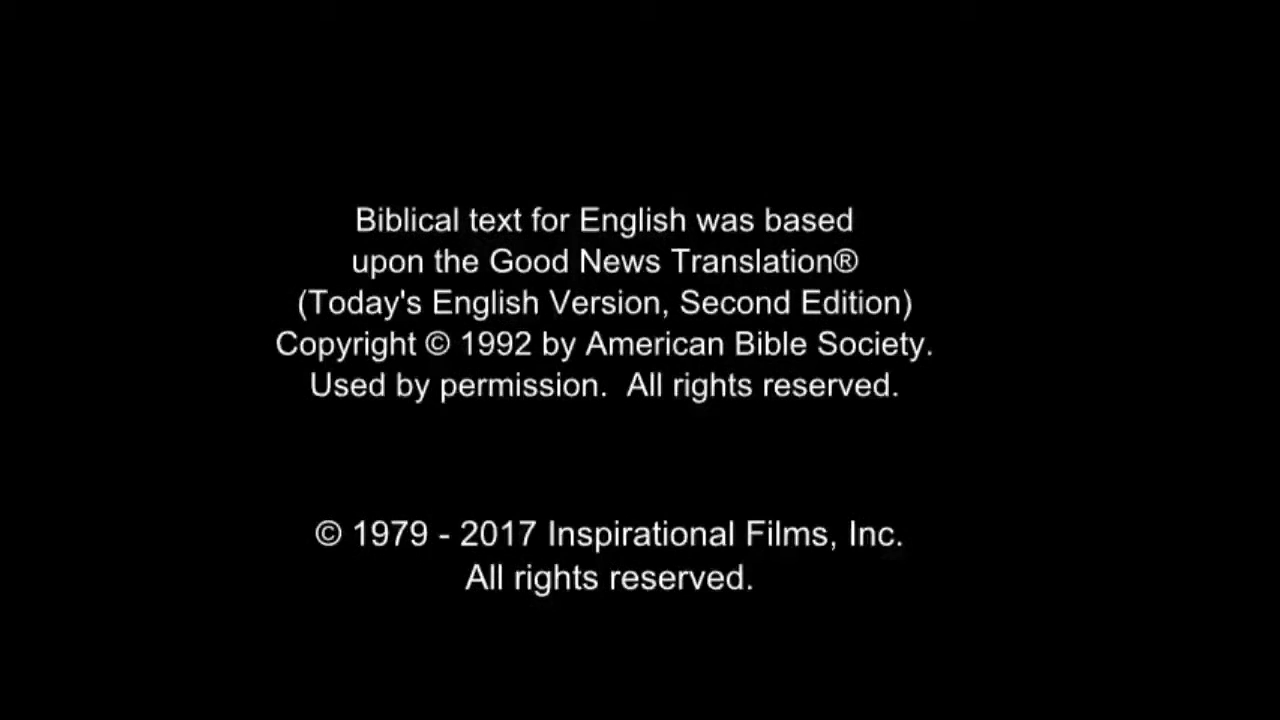 Biblical text for English was based
upon the Good News Translation®
(Today's English Version, Second Edition)
Copyright © 1992 by American Bible Society.
Used by permission.  All rights reserved.
© 1979 - 2017 Inspirational Films, Inc.
All rights reserved.